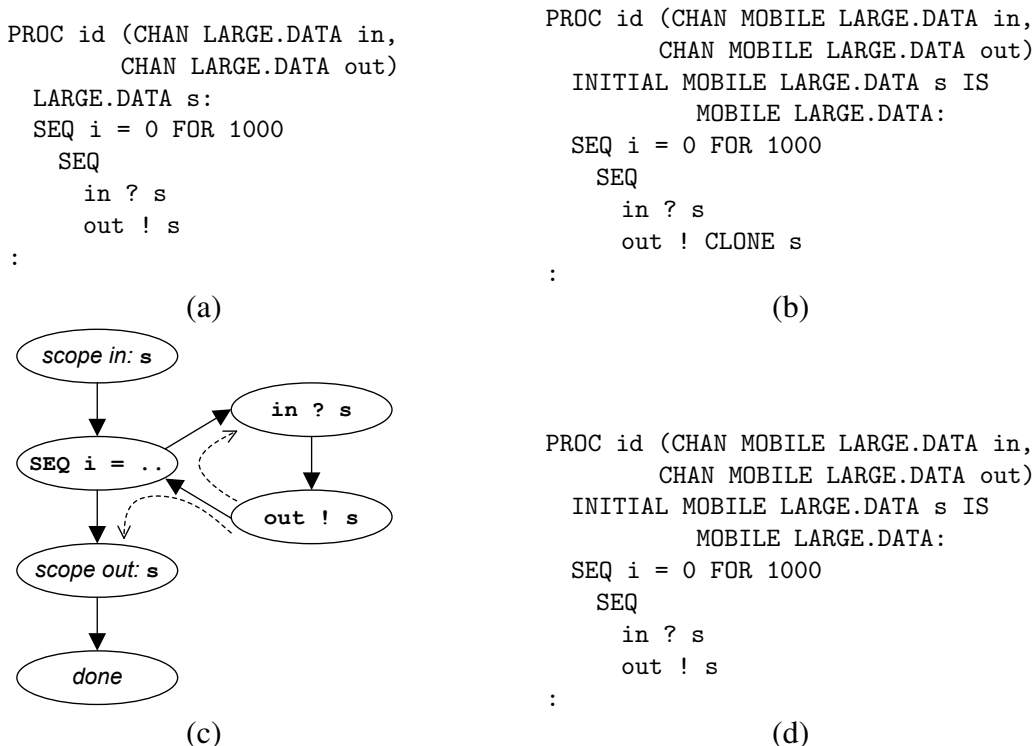 PROC id (CHAN LARGE.DATA in,
CHAN LARGE.DATA out)
LARGE.DATA s:
SEQ i = 0 FOR 1000
SEQ
in ? s
out ! s
:
(a)
PROC id (CHAN MOBILE LARGE.DATA in,
CHAN MOBILE LARGE.DATA out)
INITIAL MOBILE LARGE.DATA s IS
MOBILE LARGE.DATA:
SEQ i = 0 FOR 1000
SEQ
in ? s
out ! CLONE s
:
(b)
scope in: s
in ? s
SEQ i = ..
out ! s
scope out: s
done
(c)
PROC id (CHAN MOBILE LARGE.DATA in,
CHAN MOBILE LARGE.DATA out)
INITIAL MOBILE LARGE.DATA s IS
MOBILE LARGE.DATA:
SEQ i = 0 FOR 1000
SEQ
in ? s
out ! s
:
(d)